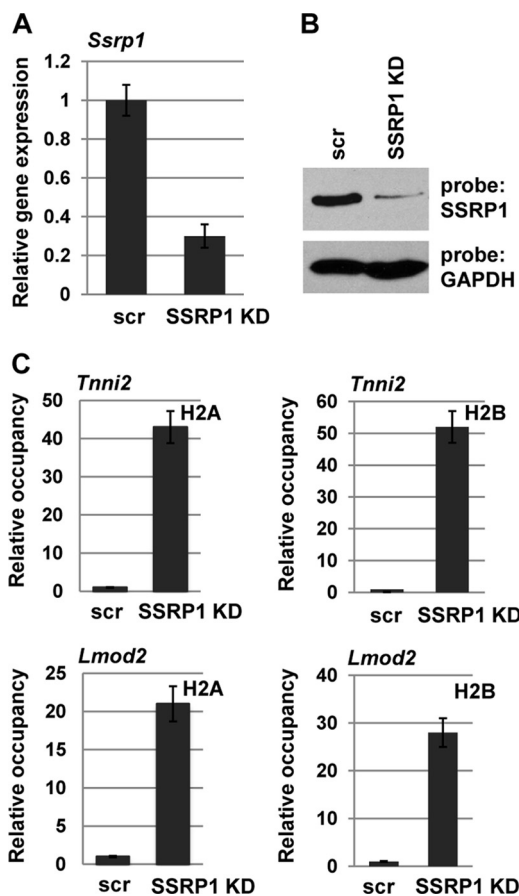 A
Ssrp1
Relative gene expression
1.2
1
0.8
0.6
0.4
0.2
0
scr SSRP1 KD
B
scr
SSRP1 KD
probe:
SSRP1
probe:
GAPDH
C
Tnni2
H2A
Relative occupancy
50
40
30
20
10
0
scr SSRP1 KD
Tnni2
H2B
Relative occupancy
60
50
40
30
20
10
0
scr SSRP1 KD
Lmod2
H2A
Relative occupancy
25
20
15
10
5
0
scr SSRP1 KD
Lmod2
H2B
Relative occupancy
40
30
20
10
0
scr SSRP1 KD